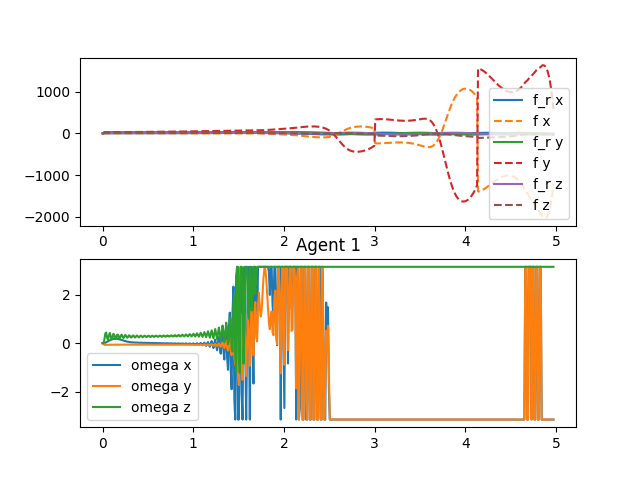 1000
0
−1000
−2000
f_r x
f x
f_r y
f y
f_r z
f z
0 1 2 3 4 5
Agent 1
2
0
−2
omega x
omega y
omega z
0 1 2 3 4 5